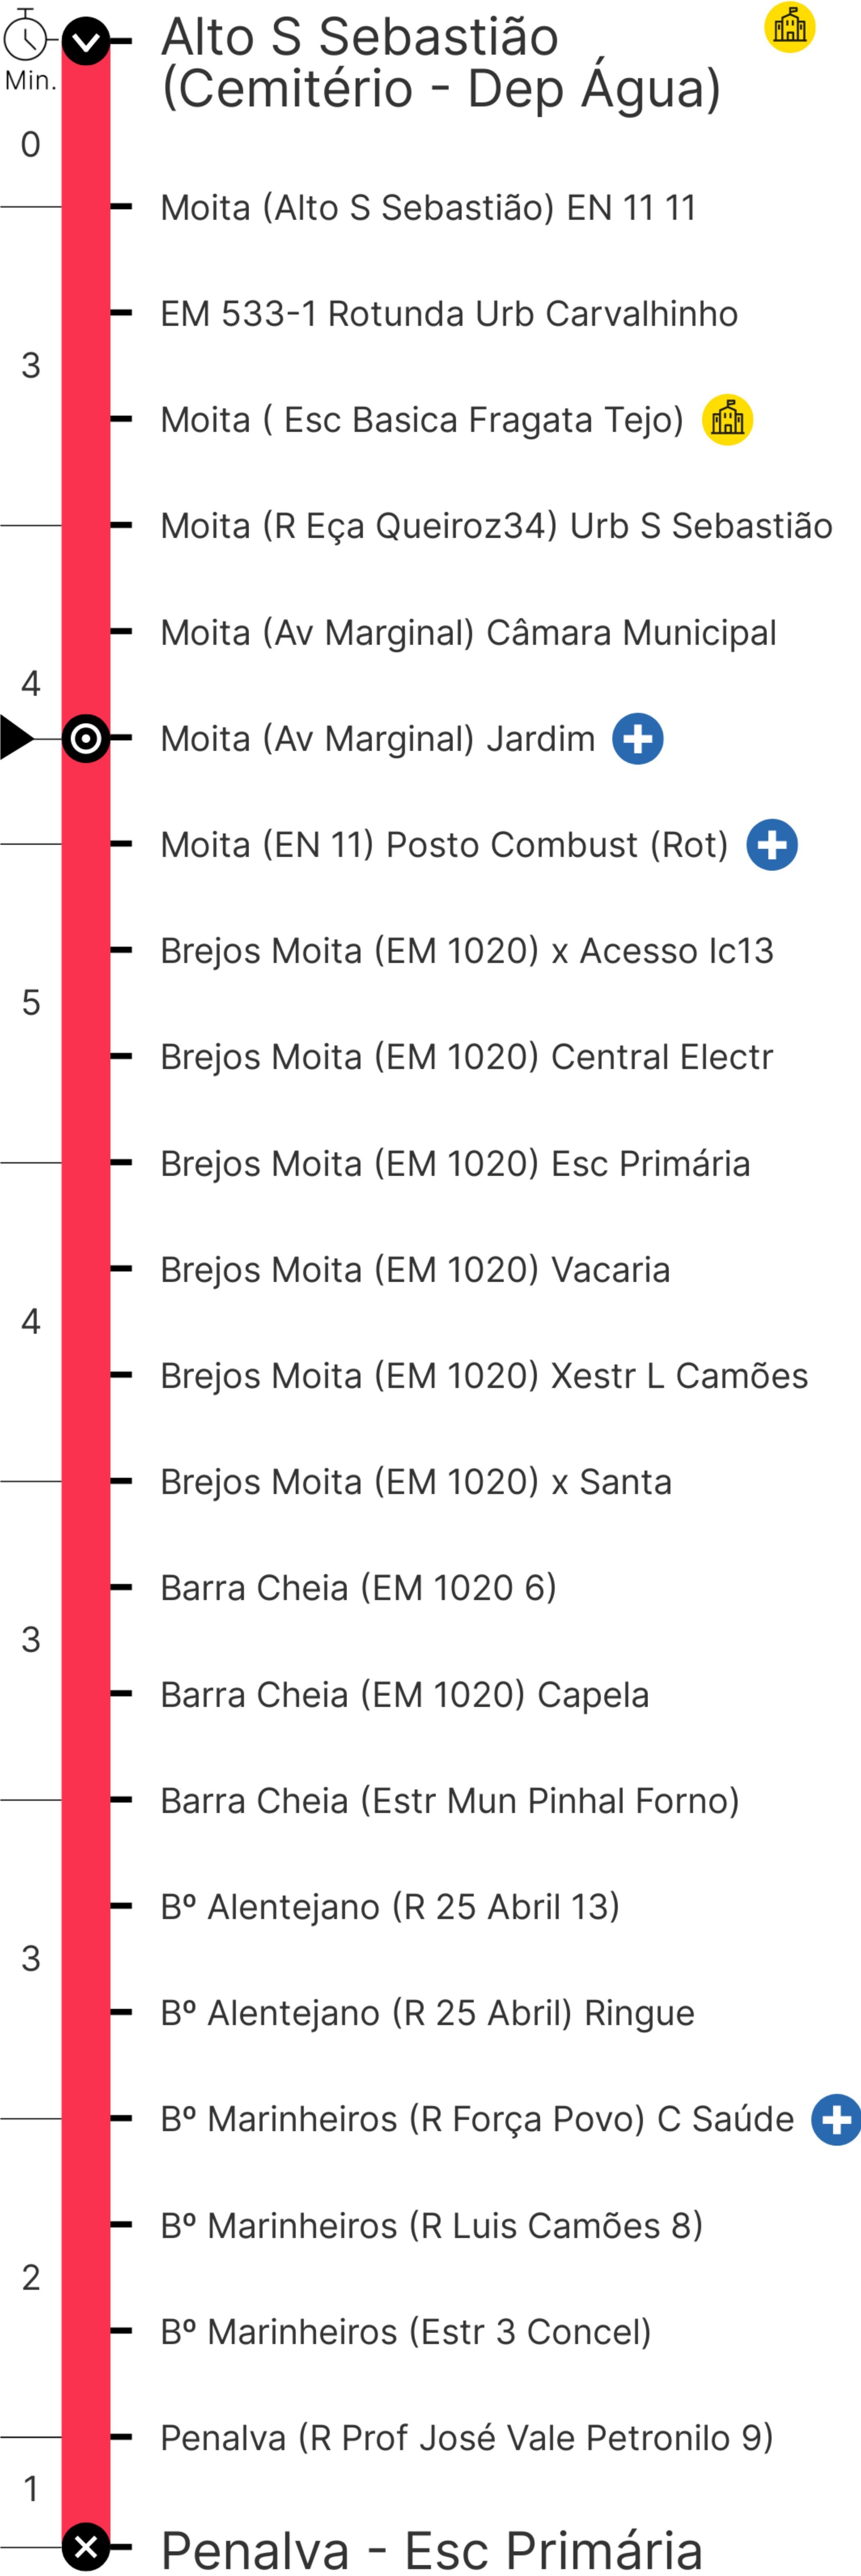 Alto S Sebastião
(Cemitério - Dep Água)
Min.
0
Moita (Alto S Sebastião) EN 11 11
EM 533-1 Rotunda Urb Carvalhinho
3
Moita ( Esc Basica Fragata Tejo)
Moita (R Eça Queiroz34) Urb S Sebastião
Moita (Av Marginal) Câmara Municipal
4
Moita (Av Marginal) Jardim
Moita (EN 11) Posto Combust (Rot)
Brejos Moita (EM 1020) x Acesso Ic13
5
Brejos Moita (EM 1020) Central Electr
Brejos Moita (EM 1020) Esc Primária
Brejos Moita (EM 1020) Vacaria
4
Brejos Moita (EM 1020) Xestr L Camões
Brejos Moita (EM 1020) x Santa
Barra Cheia (EM 1020 6)
3
Barra Cheia (EM 1020) Capela
Barra Cheia (Estr Mun Pinhal Forno)
Bº Alentejano (R 25 Abril 13)
3
Bº Alentejano (R 25 Abril) Ringue
Bº Marinheiros (R Força Povo) C Saúde
Bº Marinheiros (R Luis Camões 8)
2
Bº Marinheiros (Estr 3 Concel)
Penalva (R Prof José Vale Petronilo 9)
1
Penalva - Esc Primária